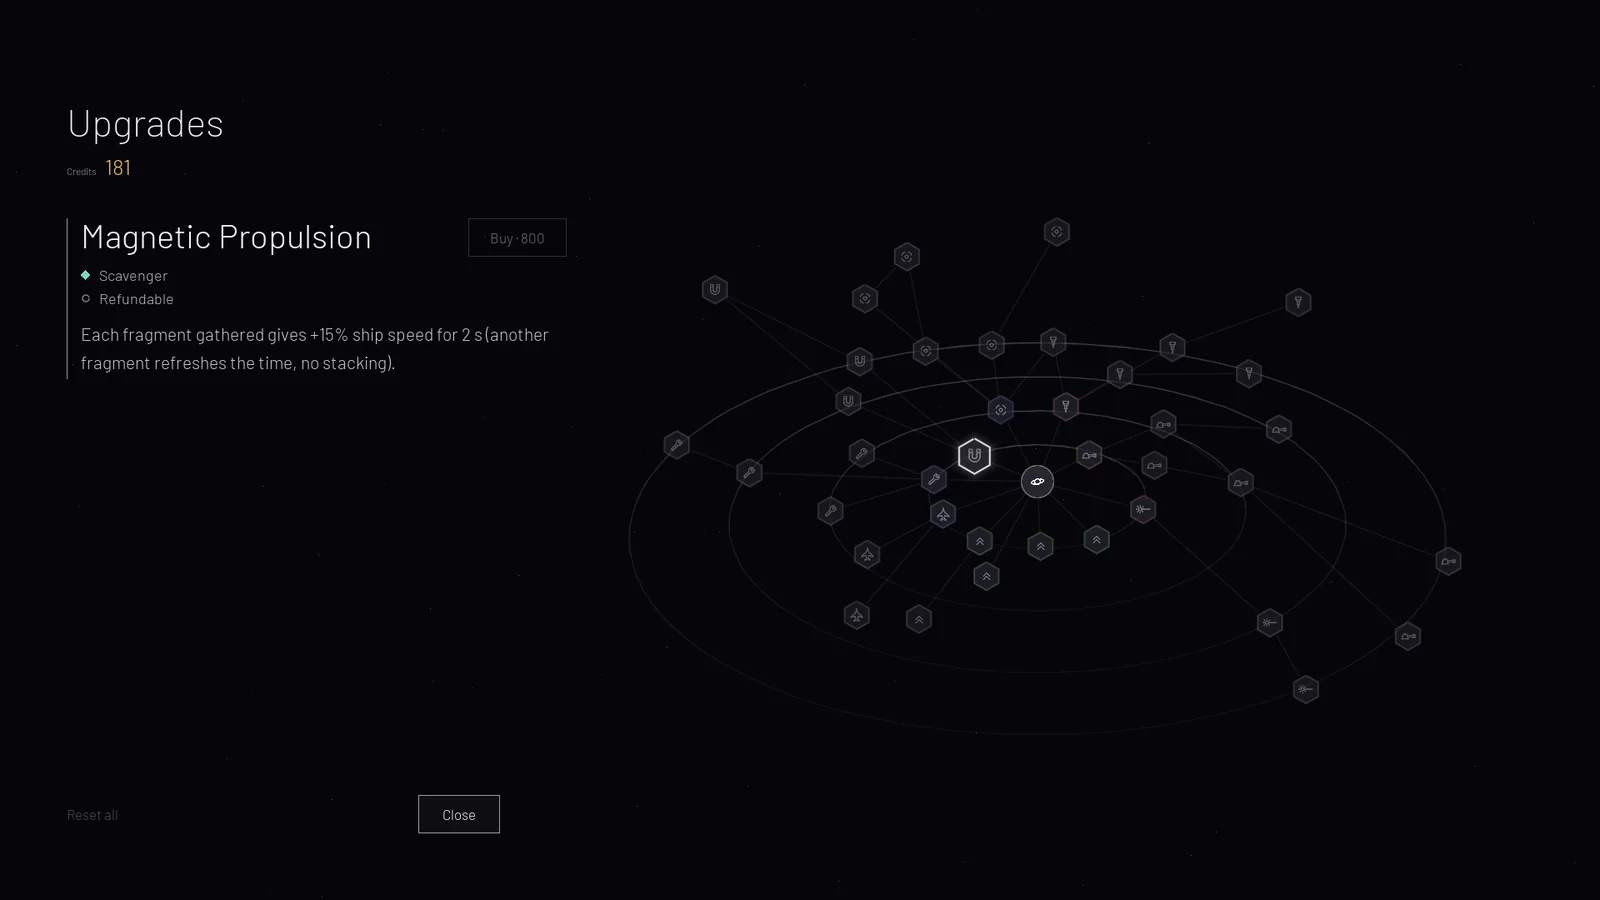 Upgrades
Credits 181
Magnetic Propulsion
Buy · 800
Scavenger
Refundable
Each fragment gathered gives +15% ship speed for 2 s (another
fragment refreshes the time, no stacking).
Reset all
Close